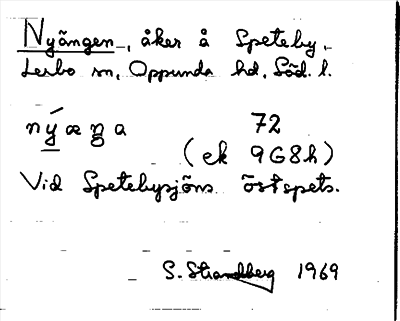 Nyängen, åker å Speteby,
Lerbo sn, Oppunda hd, Söd. l.
nýæŋa 72
(ek 9G8h)
Vid Spetebysjöns östspets.
S. Strandberg 1969